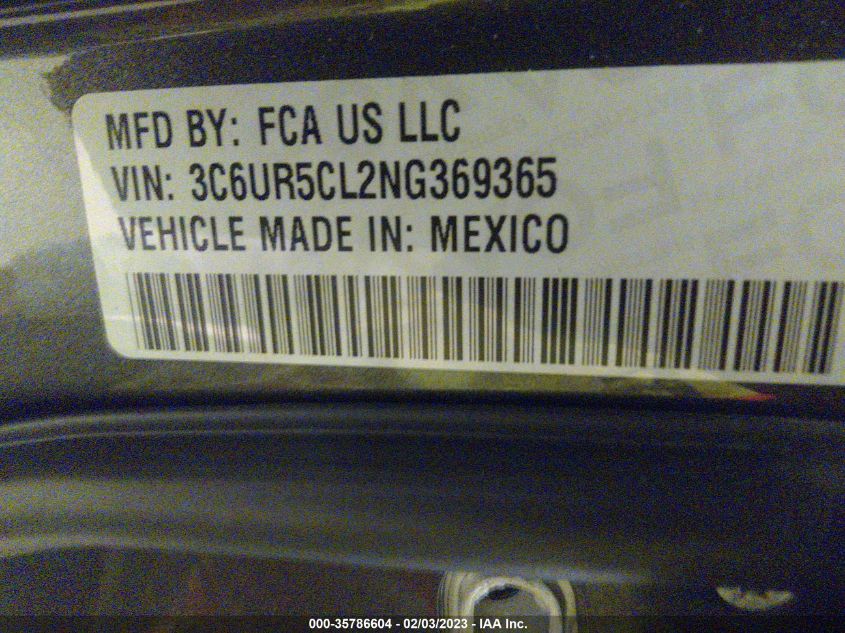 MFD BY: FCA US LLC
VIN: 3C6UR5CL2NG369365
VEHICLE MADE IN: MEXICO
000-35786604 - 02/03/2023 - IAA Inc.